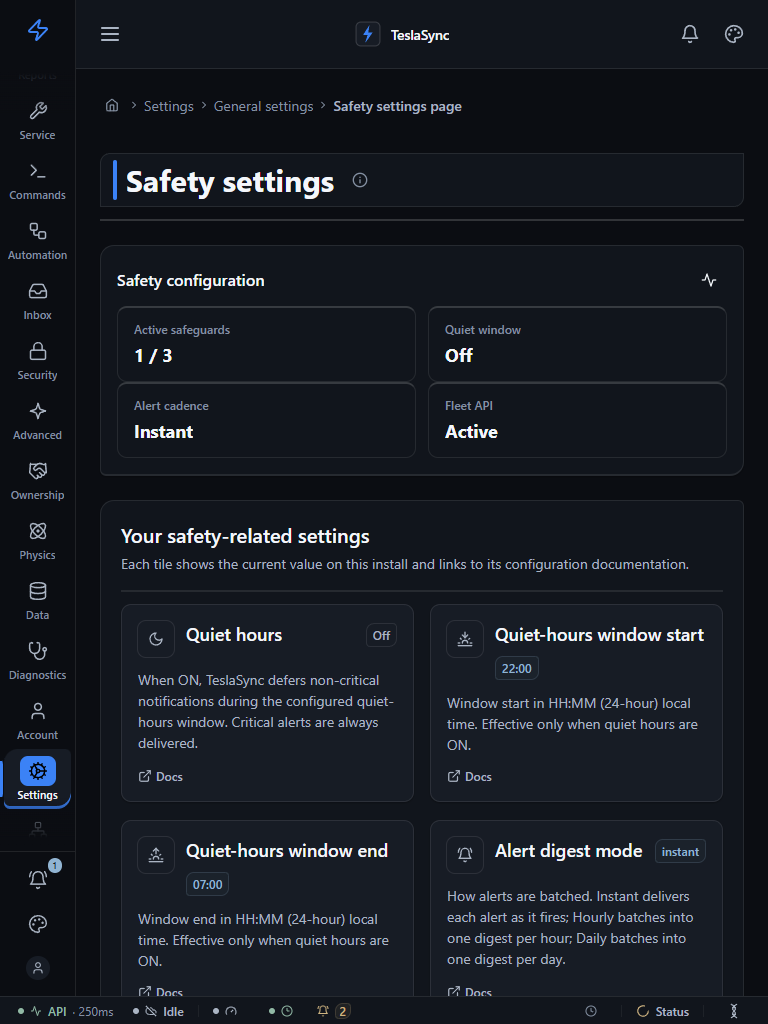 TeslaSync
Settings
General settings
Safety settings page
Service
Commands
Automation
Inbox
Security
Advanced
Ownership
Physics
Data
Diagnostics
Account
Settings
1
Safety settings
Safety configuration
Active safeguards
1 / 3
Quiet window
Off
Alert cadence
Instant
Fleet API
Active
Your safety-related settings
Each tile shows the current value on this install and links to its configuration documentation.
Quiet hours
Off
When ON, TeslaSync defers non-critical
notifications during the configured quiet-
hours window. Critical alerts are always
delivered.
Docs
Quiet-hours window start
22:00
Window start in HH:MM (24-hour) local
time. Effective only when quiet hours are
ON.
Docs
Quiet-hours window end
07:00
Window end in HH:MM (24-hour) local
time. Effective only when quiet hours are
ON.
Docs
Alert digest mode
instant
How alerts are batched. Instant delivers
each alert as it fires; Hourly batches into
one digest per hour; Daily batches into
one digest per day.
Docs
API · 250ms
Idle
2
Status